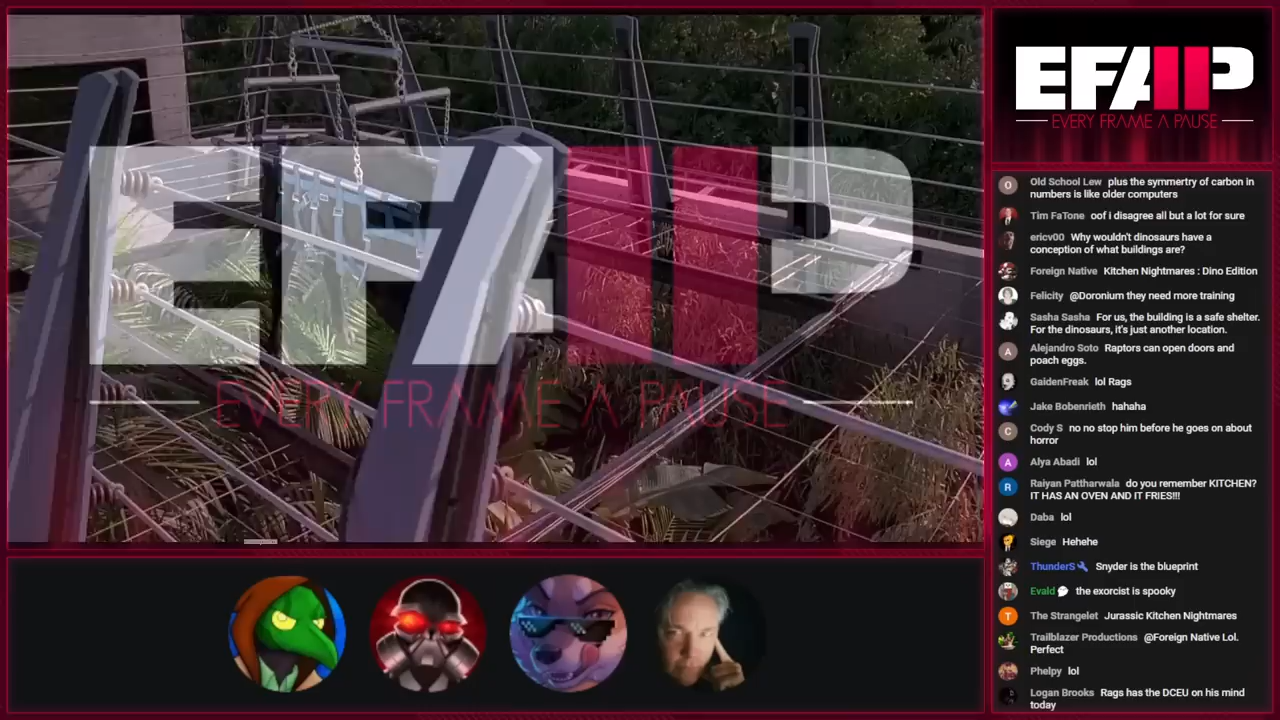 EFAP
EVERY FRAME A PAUSE
EFAP
EVERY FRAME A PAUSE
Old School Lew plus the symmertry of carbon in
numbers is like older computers
Tim FaTone oof i disagree all but a lot for sure
ericv00 Why wouldn't dinosaurs have a
conception of what buildings are?
Foreign Native Kitchen Nightmares : Dino Edition
Felicity @Doronium they need more training
Sasha Sasha For us, the building is a safe shelter.
For the dinosaurs, it's just another location.
Alejandro Soto Raptors can open doors and
poach eggs.
GaidenFreak lol Rags
Jake Bobenrieth hahaha
Cody S no no stop him before he goes on about
horror
Alya Abadi lol
Raiyan Pattharwala do you remember KITCHEN?
IT HAS AN OVEN AND IT FRIES!!!
Daba lol
Siege Hehehe
ThunderS Snyder is the blueprint
Evald the exorcist is spooky
The Strangelet Jurassic Kitchen Nightmares
Trailblazer Productions @Foreign Native Lol.
Perfect
Phelpy lol
Logan Brooks Rags has the DCEU on his mind
today
O
A
C
A
R
T